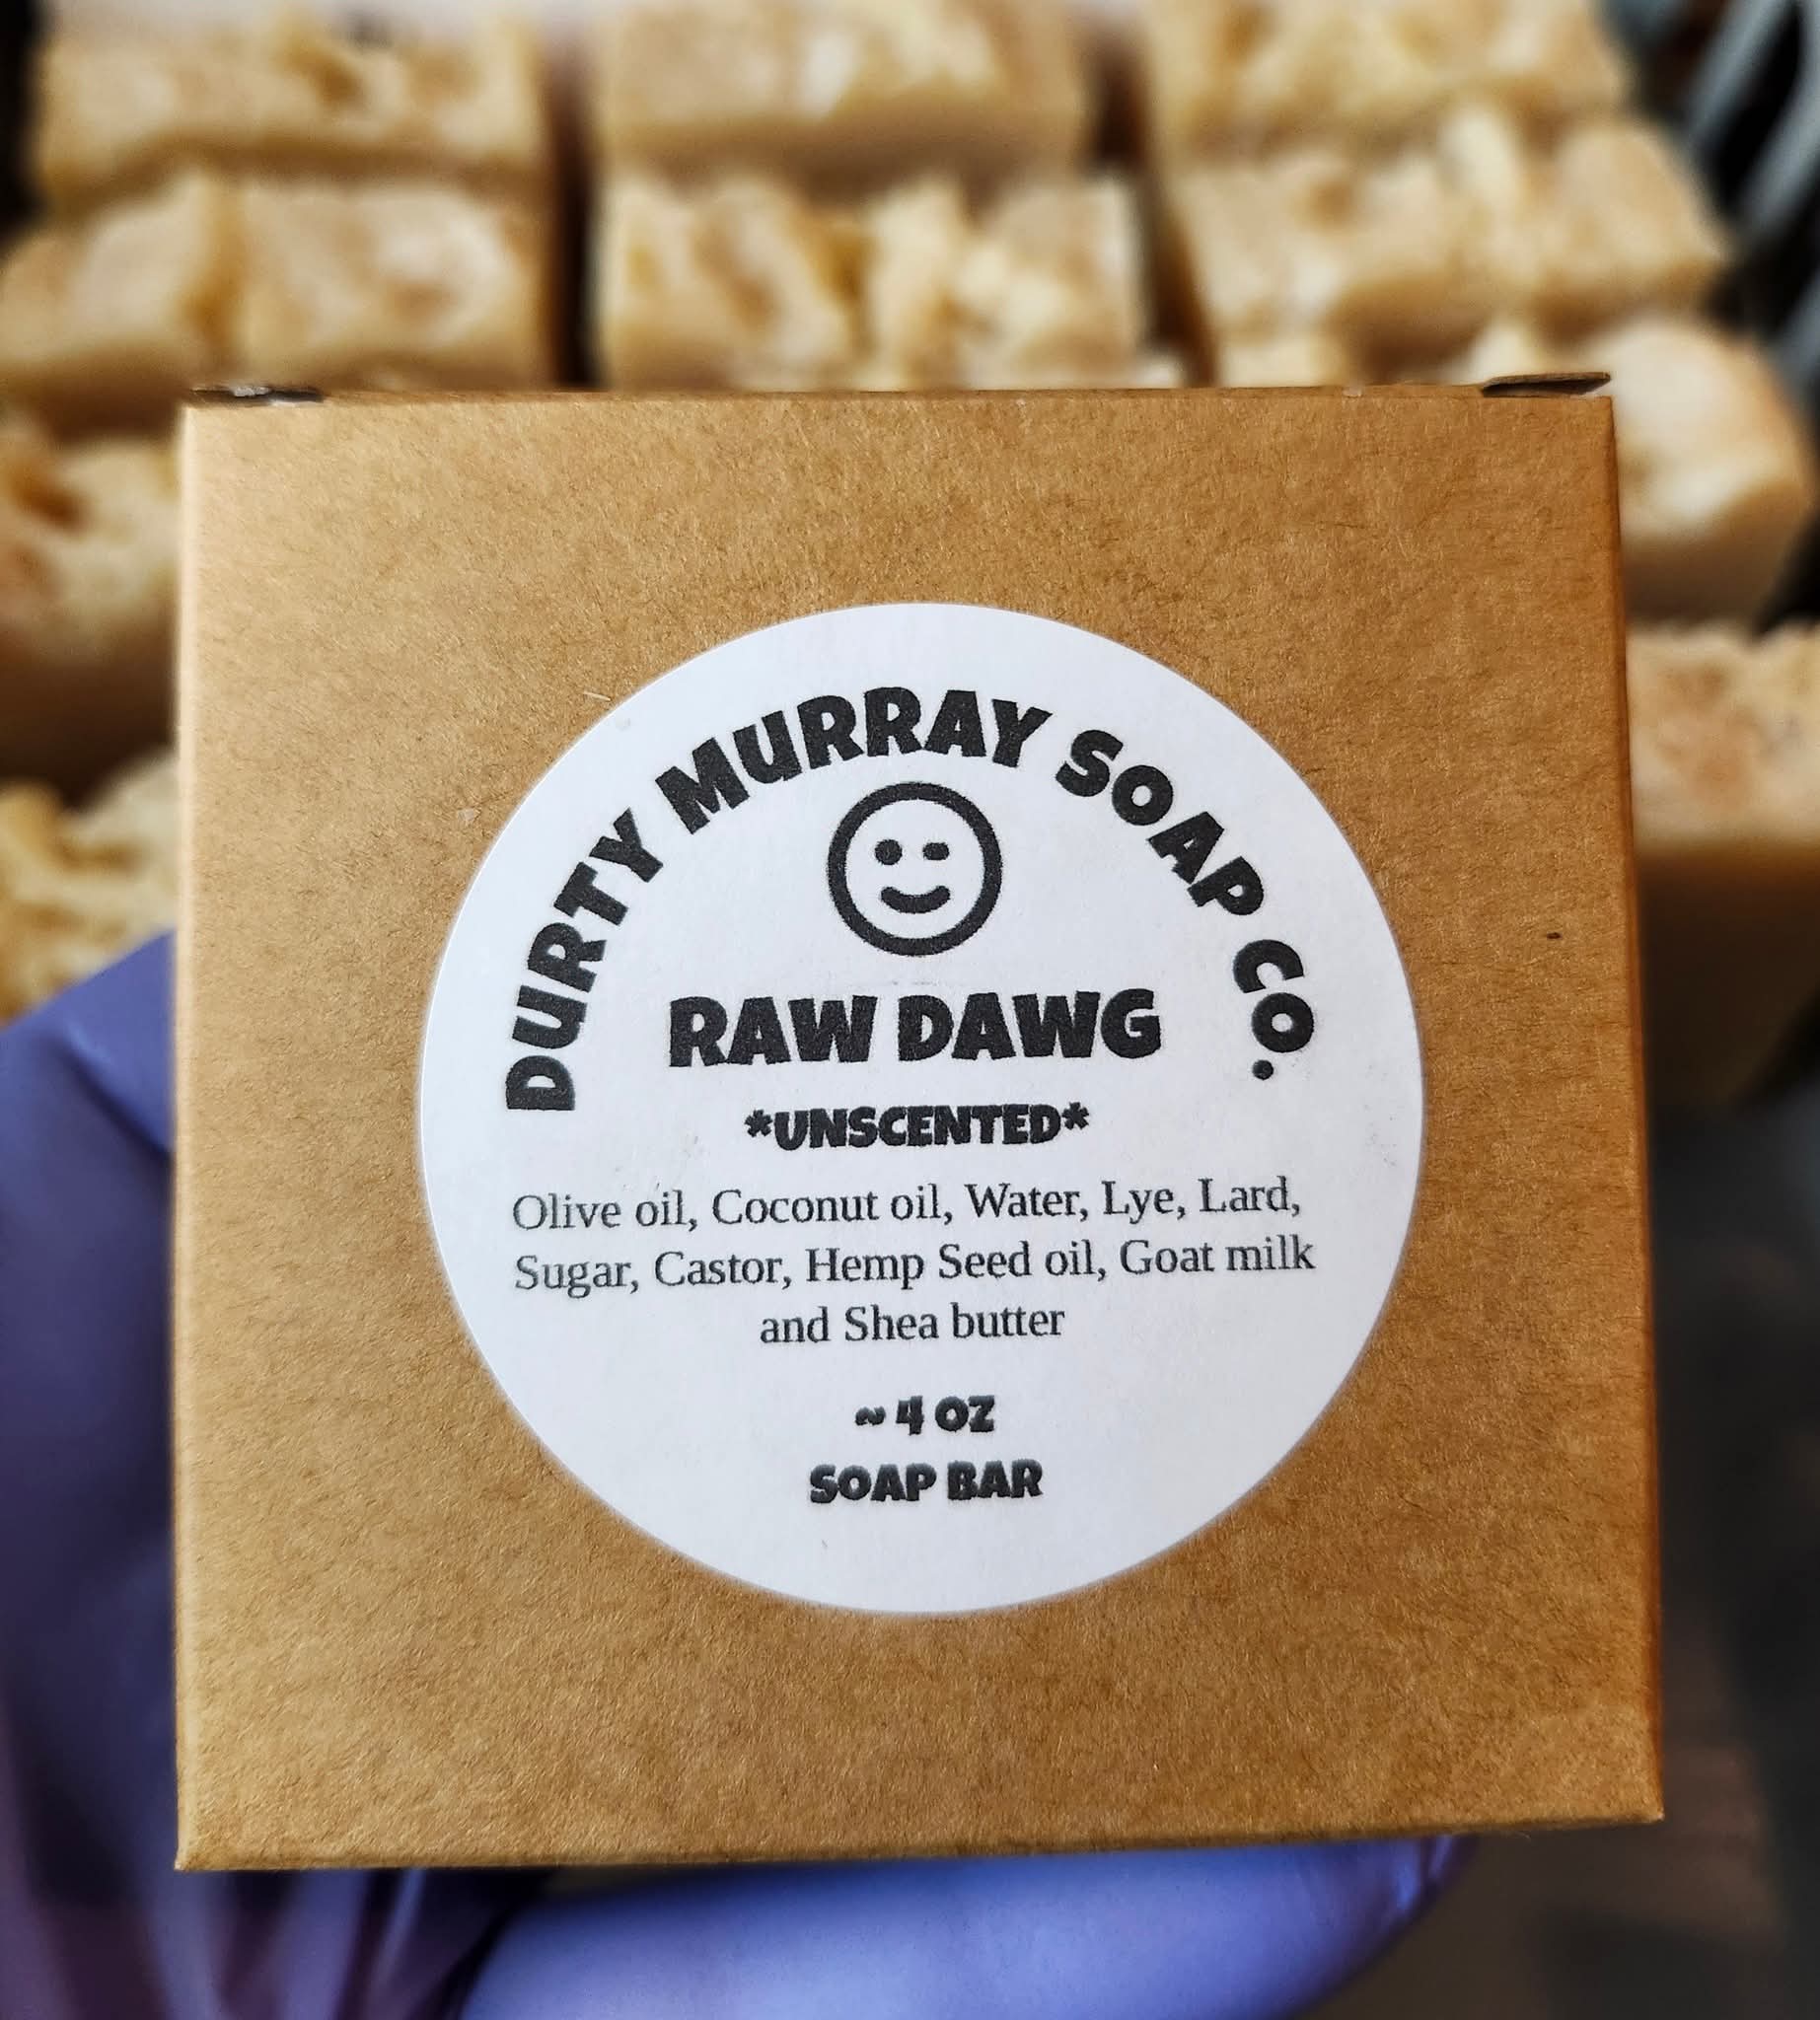 DURTY MURRAY SOAP CO.
RAW DAWG
*UNSCENTED*
Olive oil, Coconut oil, Water, Lye, Lard,
Sugar, Castor, Hemp Seed oil, Goat milk
and Shea butter
~ 4 OZ
SOAP BAR